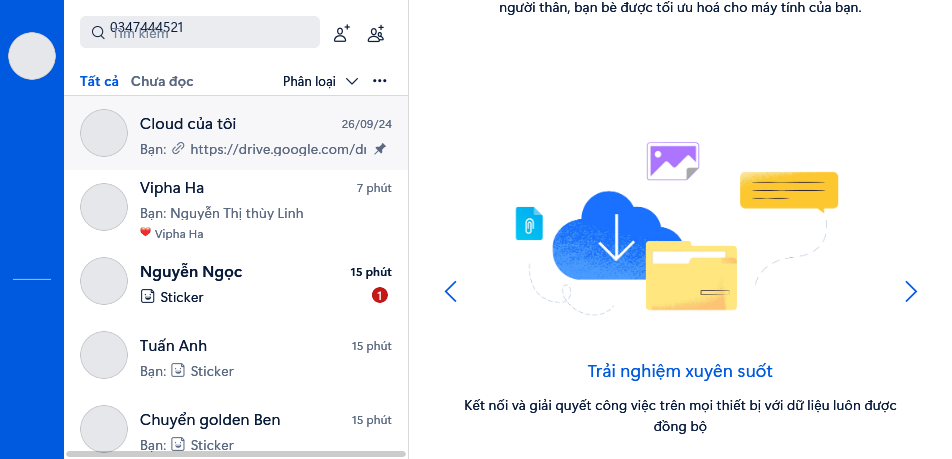 0347444521
Tìm kiếm
Tất cả Chưa đọc Phân loại
Cloud của tôi 26/09/24
Bạn: https://drive.google.com/dr
Vipha Ha 7 phút
Bạn: Nguyễn Thị thùy Linh
Vipha Ha
Nguyễn Ngọc 15 phút
Sticker 1
Tuấn Anh 15 phút
Bạn: Sticker
Chuyển golden Ben 15 phút
Bạn: Sticker
người thân, bạn bè được tối ưu hoá cho máy tính của bạn.
Trải nghiệm xuyên suốt
Kết nối và giải quyết công việc trên mọi thiết bị với dữ liệu luôn được
đồng bộ